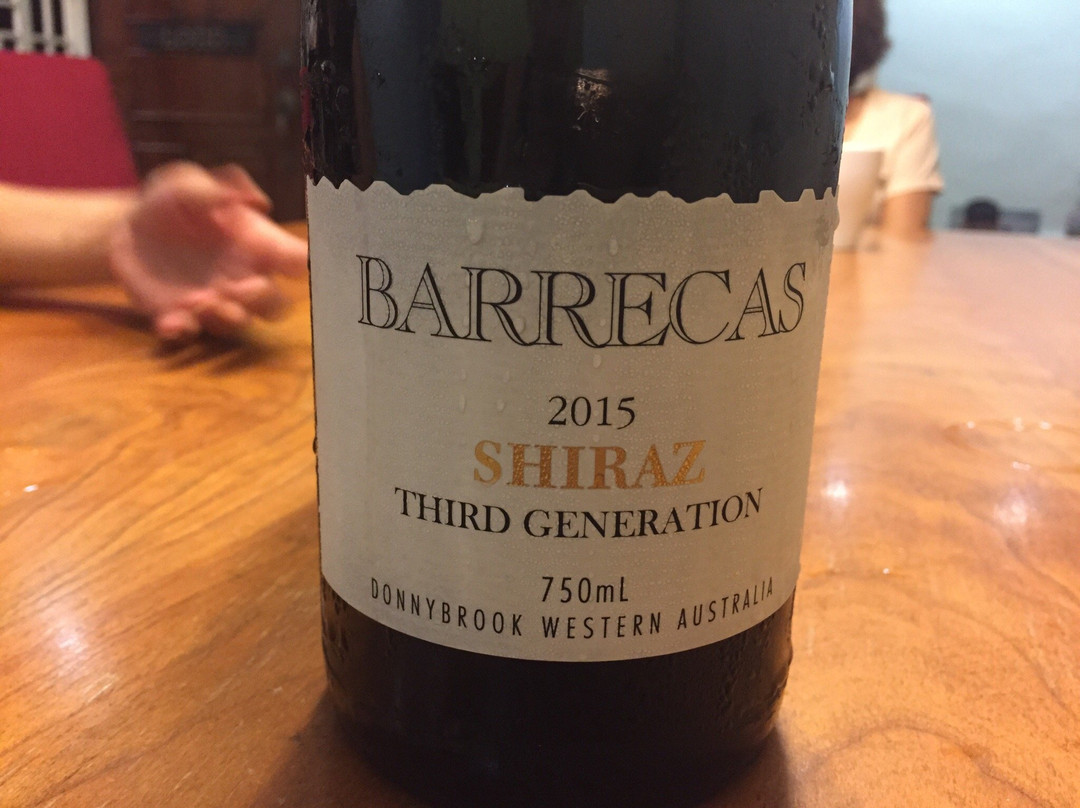 BARRECAS
2015
SHIRAZ
THIRD GENERATION
750mL
DONNYBROOK WESTERN AUSTRALIA